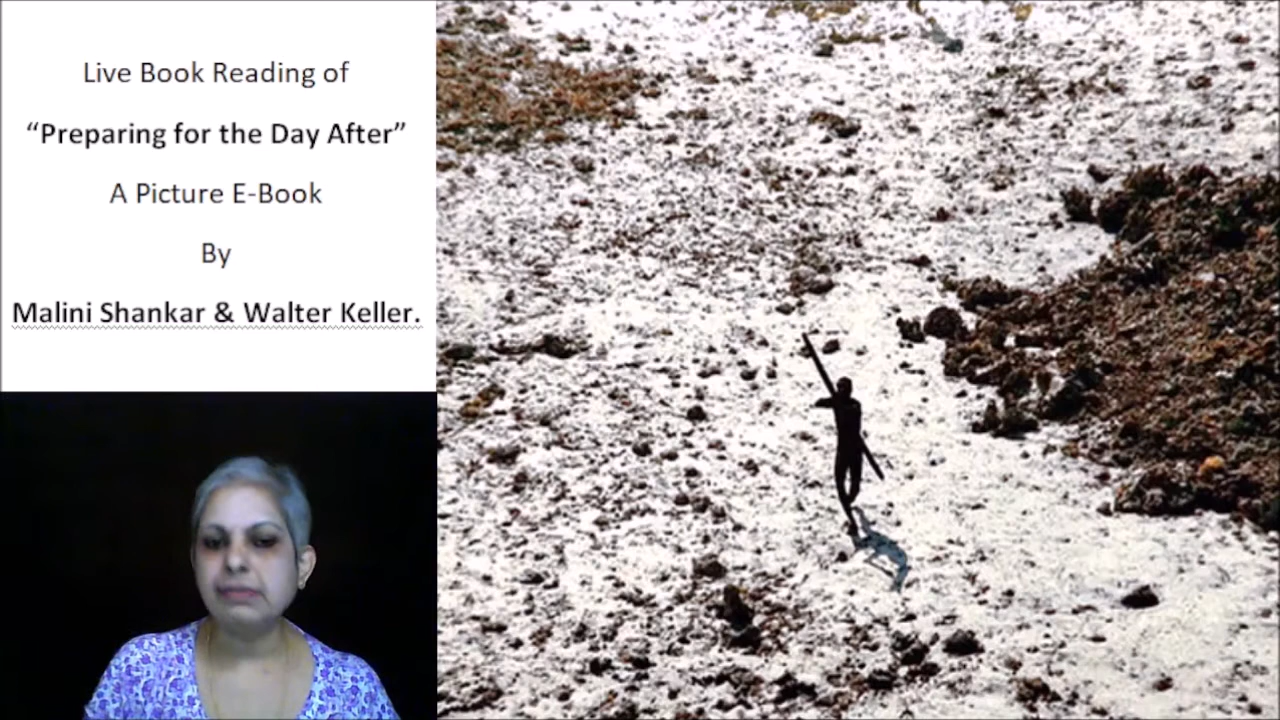 Live Book Reading of
“Preparing for the Day After”
A Picture E-Book
By
Malini Shankar & Walter Keller.